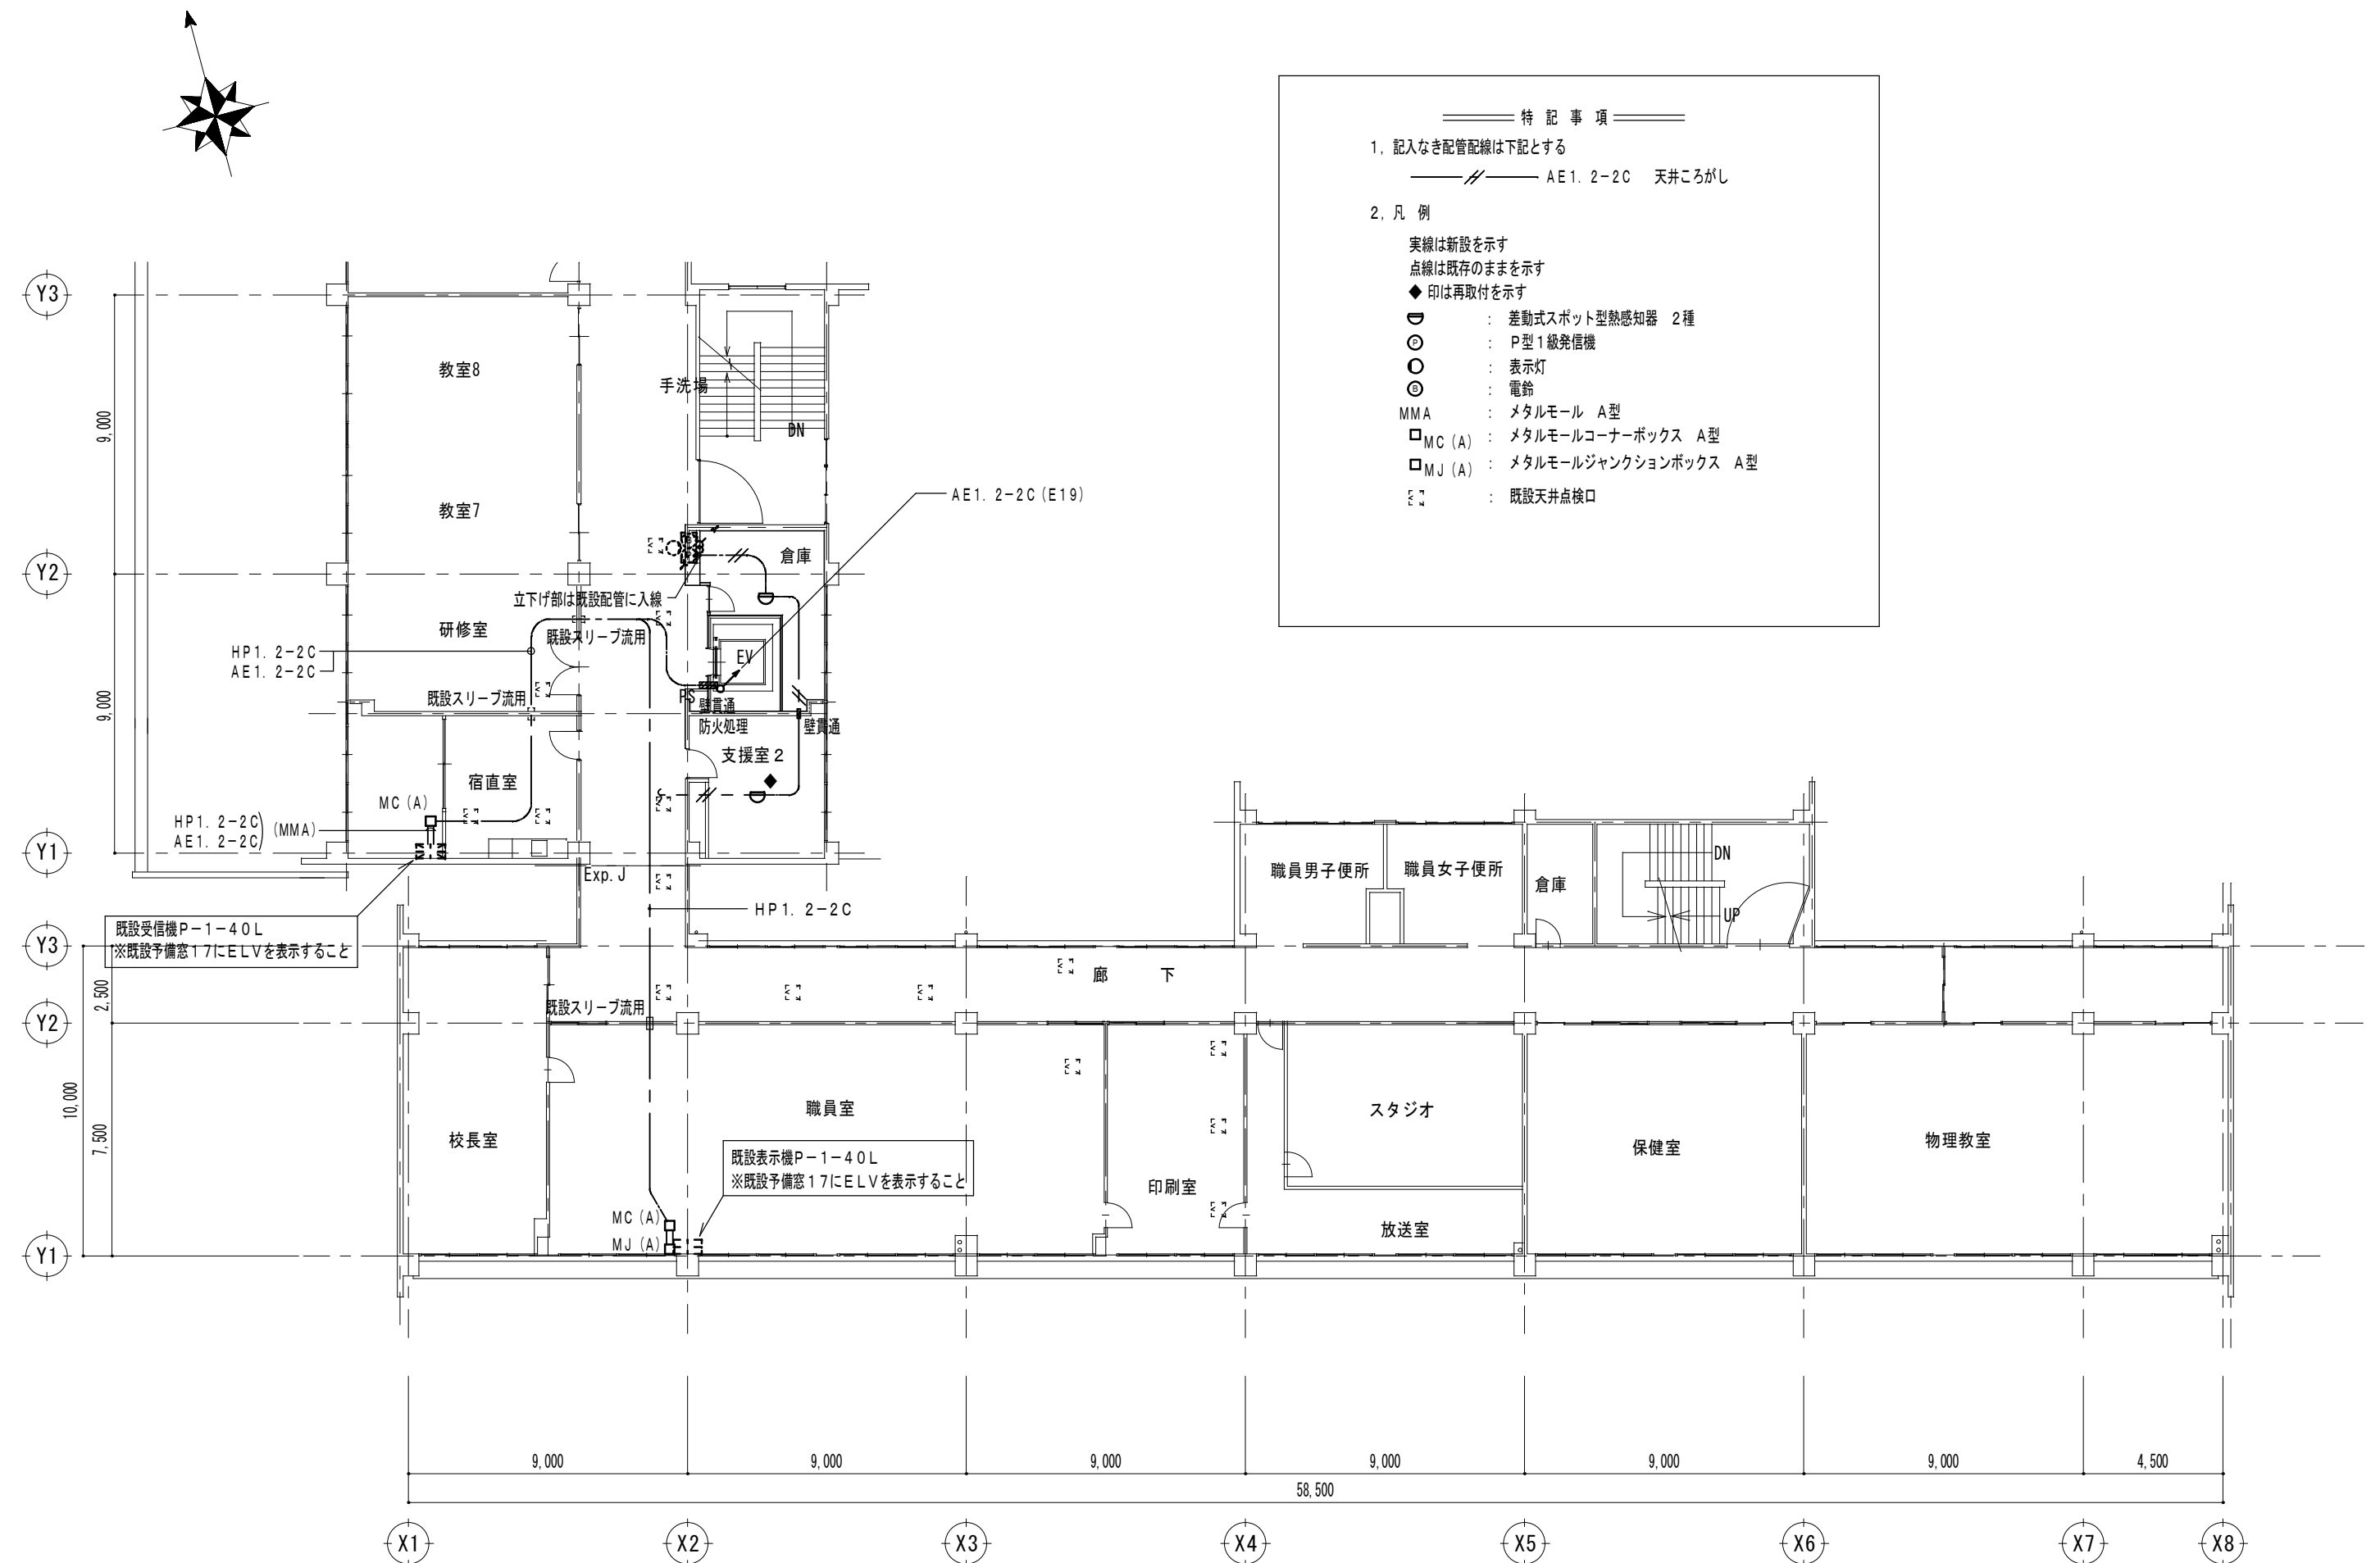 特 記 事 項
1, 記入なき配管配線は下記とする
AE1. 2-2C 天井ころがし
2, 凡 例
実線は新設を示す
点線は既存のままを示す
◆ 印は再取付を示す
: 差動式スポット型熱感知器 2種
P : P型1級発信機
: 表示灯
B : 電鈴
MMA : メタルモール A型
MC (A) : メタルモールコーナーボックス A型
MJ (A) : メタルモールジャンクションボックス A型
: 既設天井点検口
Y3
教室8
手洗場
9,000
DN
AE1. 2-2C (E19)
教室7
倉庫
Y2
立下げ部は既設配管に入線
研修室
既設スリーブ流用
HP1. 2-2C
AE1. 2-2C
EV
既設スリーブ流用
PS
壁貫通
防火処理
壁貫通
9,000
支援室2
宿直室
MC (A)
HP1. 2-2C
AE1. 2-2C
(MMA)
S
Y1
Exp. J
職員男子便所
職員女子便所
倉庫
DN
UP
HP1. 2-2C
既設受信機P-1-40L
※既設予備窓17にELVを表示すること
Y3
廊 下
2,500
既設スリーブ流用
Y2
10,000
7,500
校長室
職員室
スタジオ
保健室
物理教室
既設表示機P-1-40L
※既設予備窓17にELVを表示すること
印刷室
MC (A)
MJ (A)
放送室
Y1
9,000
9,000
9,000
9,000
9,000
9,000
4,500
58,500
X1
X2
X3
X4
X5
X6
X7
X8